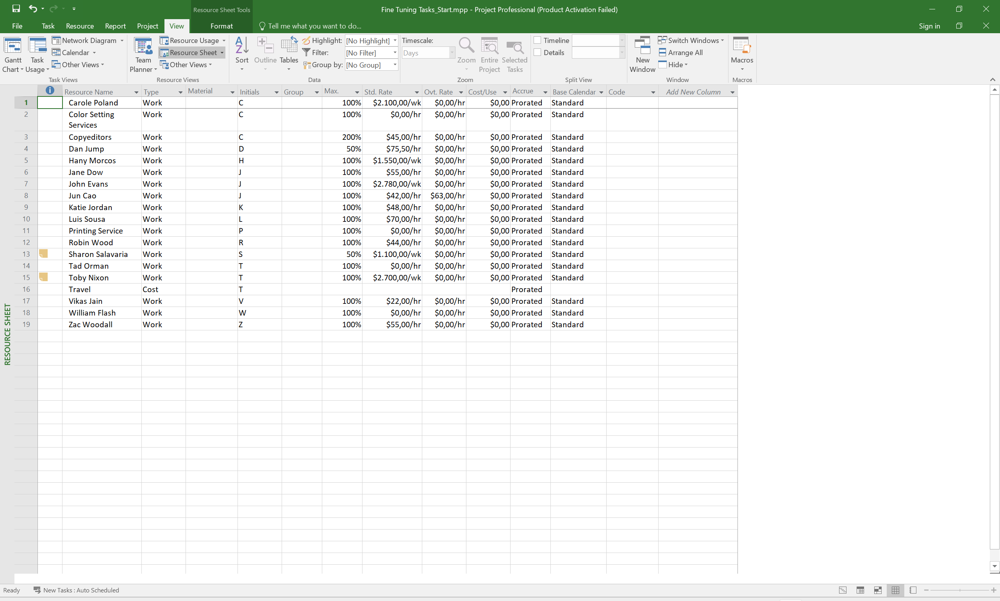 Resource Sheet Tools
Fine Tuning Tasks_Start.mpp - Project Professional (Product Activation Failed)
File Task Resource Report Project View Format Tell me what you want to do... Sign in
Gantt Chart
Task Usage
Network Diagram
Calendar
Other Views
Task Views
Team Planner
Resource Usage
Resource Sheet
Other Views
Resource Views
Sort
Outline
Tables
Highlight: [No Highlight]
Filter: [No Filter]
Group by: [No Group]
Data
Timescale:
Days
Zoom
Entire Project
Selected Tasks
Zoom
Timeline
Details
Split View
New Window
Switch Windows
Arrange All
Hide
Window
Macros
Macros
Resource Name Type Material Initials Group Max. Std. Rate Ovt. Rate Cost/Use Accrue Base Calendar Code Add New Column
1 Carole Poland Work C 100% $2.100,00/wk $0,00/hr $0,00 Prorated Standard
2 Color Setting Services Work C 100% $0,00/hr $0,00/hr $0,00 Prorated Standard
3 Copyeditors Work C 200% $45,00/hr $0,00/hr $0,00 Prorated Standard
4 Dan Jump Work D 50% $75,50/hr $0,00/hr $0,00 Prorated Standard
5 Hany Morcos Work H 100% $1.550,00/wk $0,00/hr $0,00 Prorated Standard
6 Jane Dow Work J 100% $55,00/hr $0,00/hr $0,00 Prorated Standard
7 John Evans Work J 100% $2.780,00/wk $0,00/hr $0,00 Prorated Standard
8 Jun Cao Work J 100% $42,00/hr $63,00/hr $0,00 Prorated Standard
9 Katie Jordan Work K 100% $48,00/hr $0,00/hr $0,00 Prorated Standard
10 Luis Sousa Work L 100% $70,00/hr $0,00/hr $0,00 Prorated Standard
11 Printing Service Work P 100% $0,00/hr $0,00/hr $0,00 Prorated Standard
12 Robin Wood Work R 100% $44,00/hr $0,00/hr $0,00 Prorated Standard
13 Sharon Salavaria Work S 50% $1.100,00/wk $0,00/hr $0,00 Prorated Standard
14 Tad Orman Work T 100% $0,00/hr $0,00/hr $0,00 Prorated Standard
15 Toby Nixon Work T 100% $2.700,00/wk $0,00/hr $0,00 Prorated Standard
16 Travel Cost T Prorated
17 Vikas Jain Work V 100% $22,00/hr $0,00/hr $0,00 Prorated Standard
18 William Flash Work W 100% $0,00/hr $0,00/hr $0,00 Prorated Standard
19 Zac Woodall Work Z 100% $55,00/hr $0,00/hr $0,00 Prorated Standard
RESOURCE SHEET
Ready New Tasks : Auto Scheduled